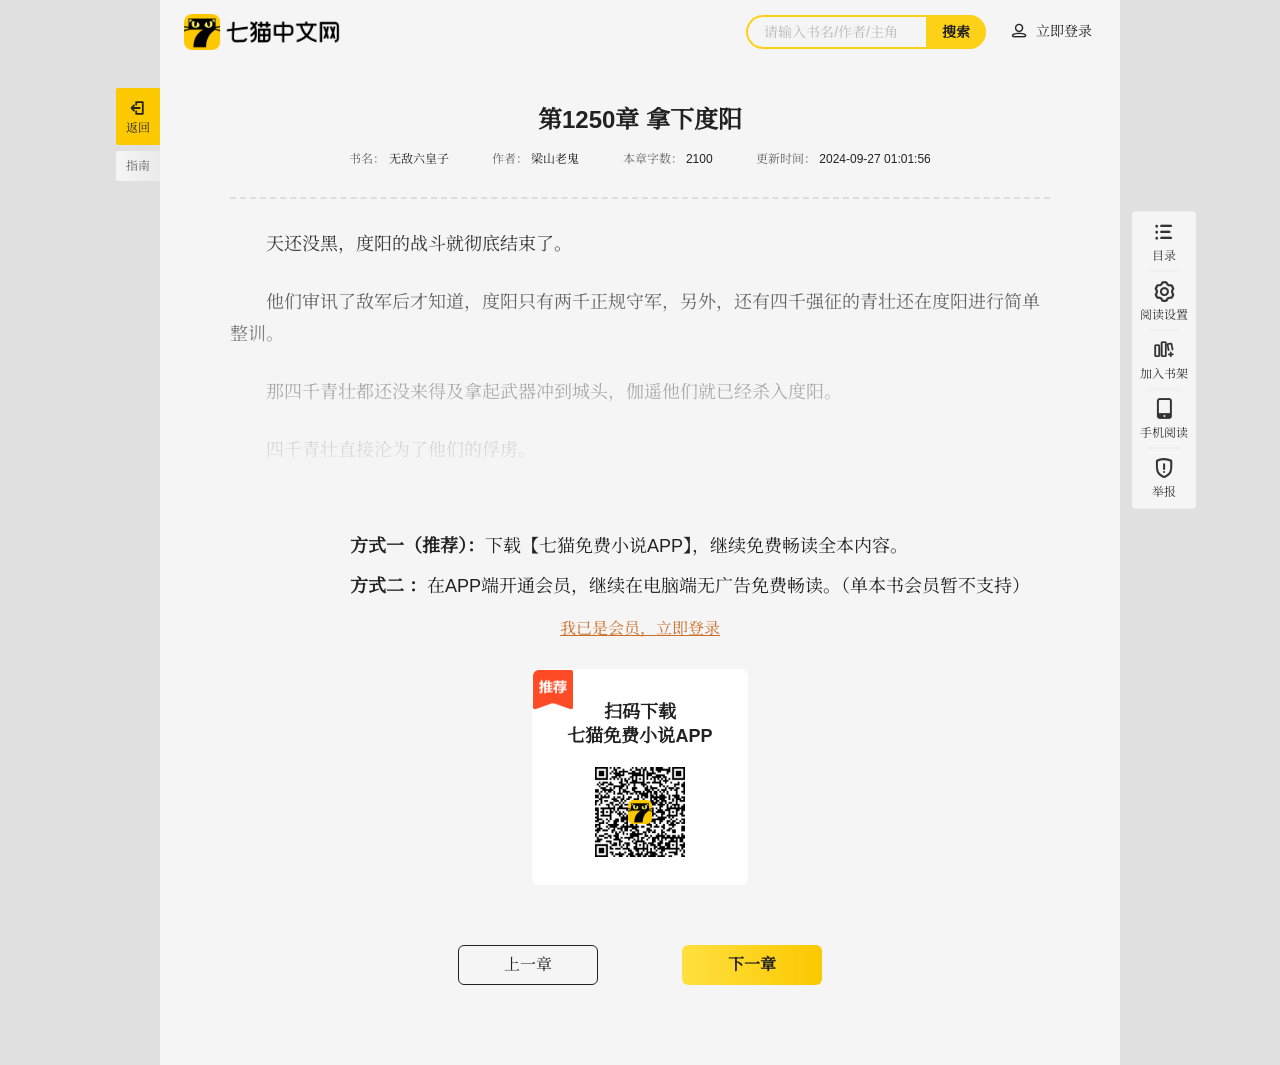 七猫中文网
请输入书名/作者/主角
搜索
立即登录
返回
指南
第1250章 拿下度阳
书名： 无敌六皇子 作者： 梁山老鬼 本章字数： 2100 更新时间： 2024-09-27 01:01:56
天还没黑，度阳的战斗就彻底结束了。
他们审讯了敌军后才知道，度阳只有两千正规守军，另外，还有四千强征的青壮还在度阳进行简单
整训。
那四千青壮都还没来得及拿起武器冲到城头，伽遥他们就已经杀入度阳。
四千青壮直接沦为了他们的俘虏。
目录
阅读设置
加入书架
手机阅读
举报
方式一（推荐）： 下载【七猫免费小说APP】，继续免费畅读全本内容。
方式二： 在APP端开通会员，继续在电脑端无广告免费畅读。（单本书会员暂不支持）
我已是会员，立即登录
推荐
扫码下载
七猫免费小说APP
上一章
下一章